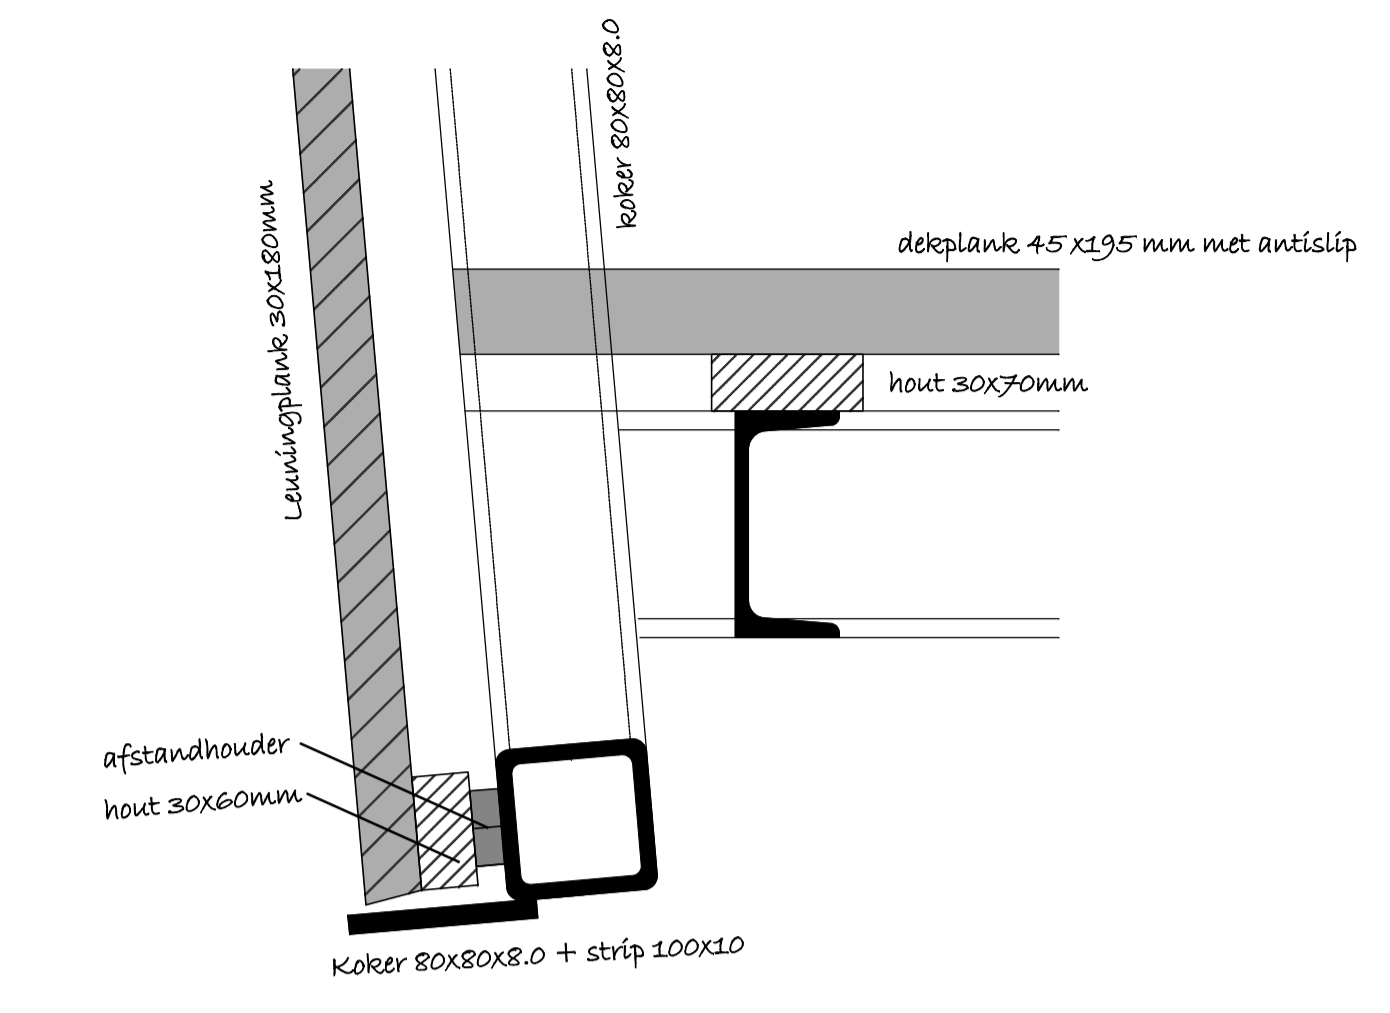 koker 80x80x8.0
Leuningplank 30x180mm
dekplank 45x195 mm met antislip
hout 30x70mm
afstandhouder
hout 30x60mm
Koker 80x80x8.0 + strip 100x10